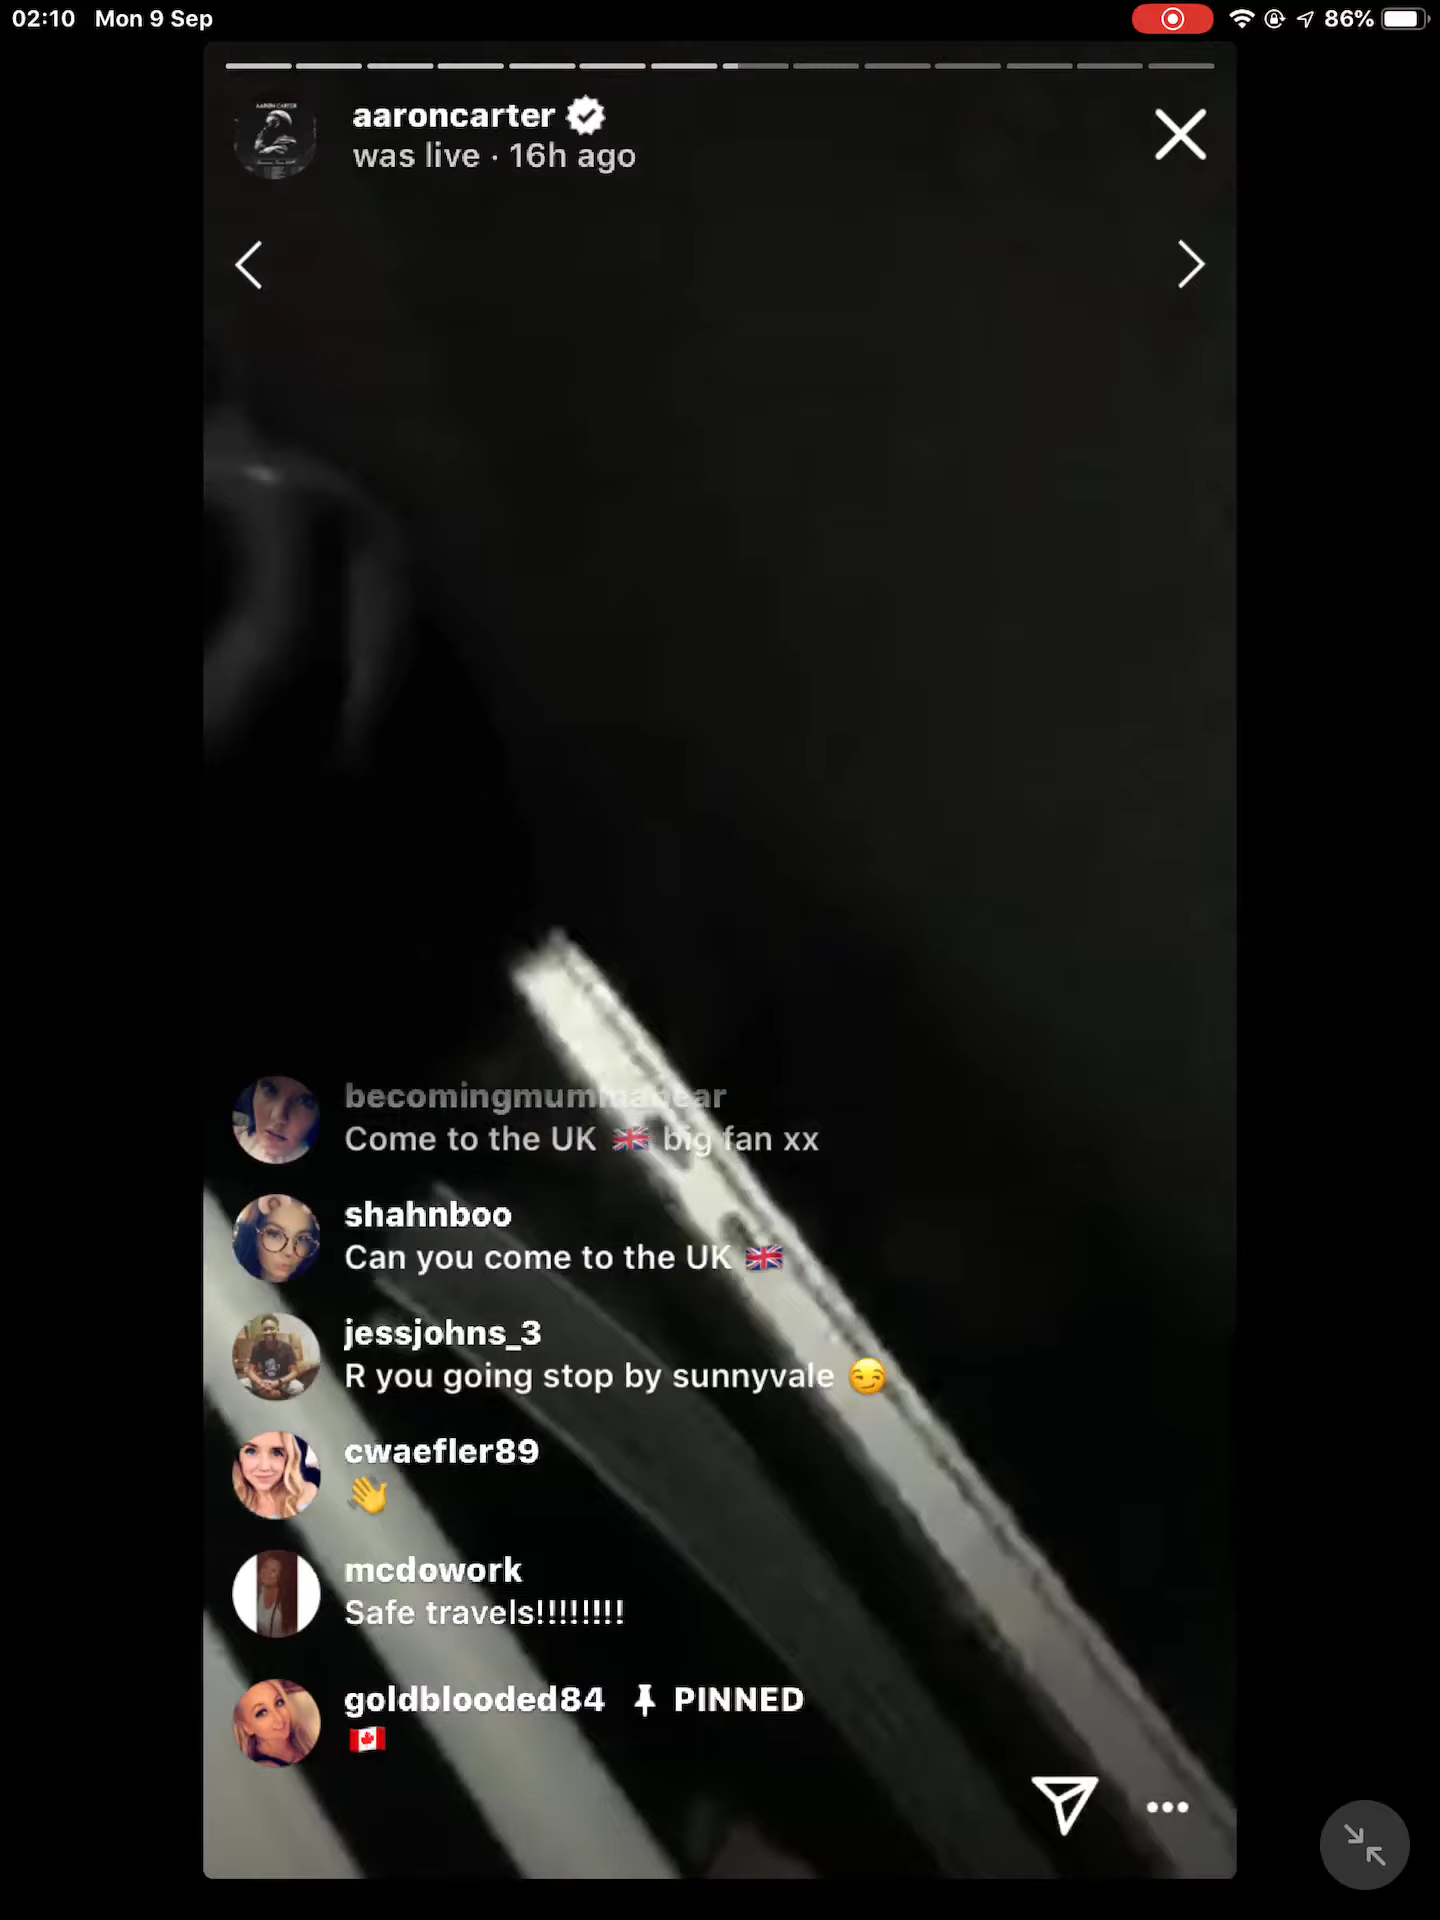 02:10 Mon 9 Sep 86%
aaroncarter
was live · 16h ago
Come to the UK 🇬🇧 big fan xx
shahnboo
Can you come to the UK 🇬🇧
jessjohns_3
R you going stop by sunnyvale 😏
cwaefler89
👋
mcdowork
Safe travels!!!!!!!!
goldblooded84 PINNED
🇨🇦